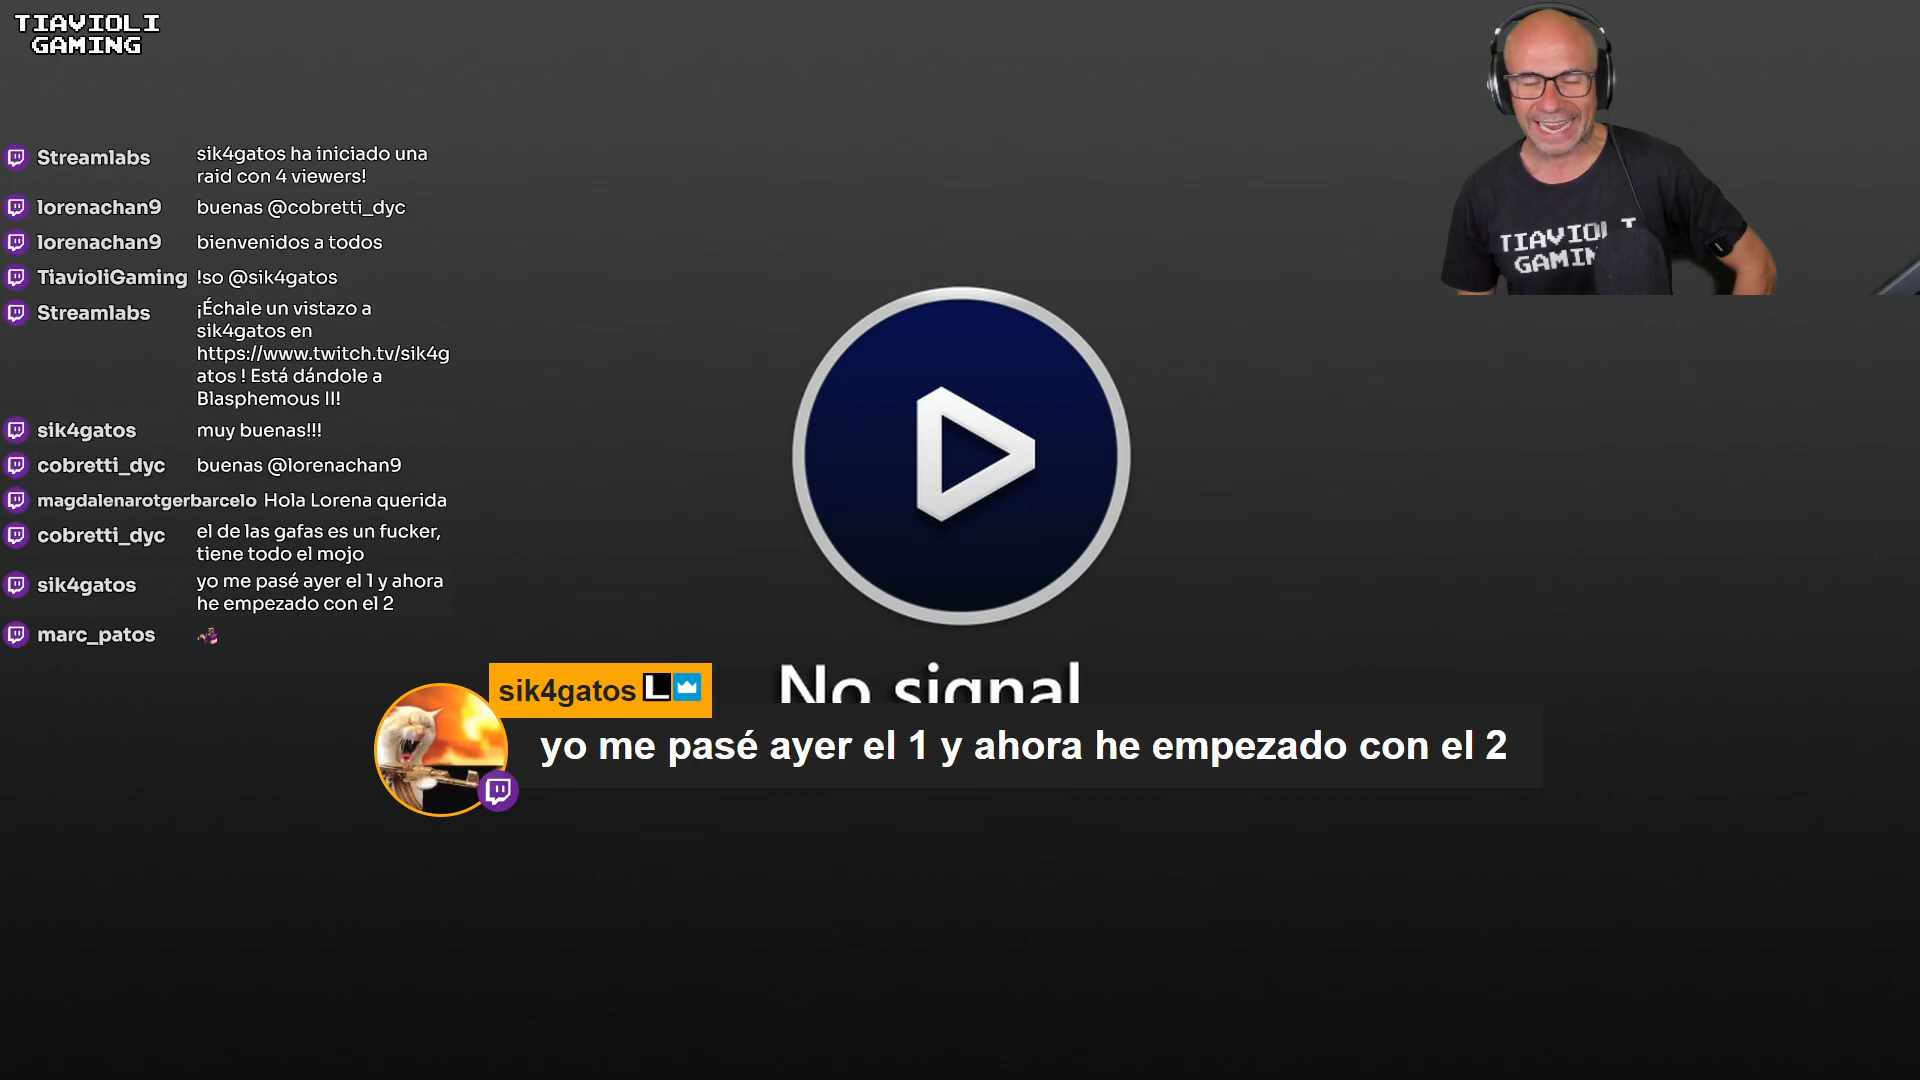 TIAVIOLI
GAMING
Streamlabs sik4gatos ha iniciado una
raid con 4 viewers!
lorenachan9 buenas @cobretti_dyc
lorenachan9 bienvenidos a todos
TiavioliGaming !so @sik4gatos
Streamlabs ¡Échale un vistazo a
sik4gatos en
https://www.twitch.tv/sik4g
atos ! Está dándole a
Blasphemous II!
sik4gatos muy buenas!!!
cobretti_dyc buenas @lorenachan9
magdalenarotgerbarcelo Hola Lorena querida
cobretti_dyc el de las gafas es un fucker,
tiene todo el mojo
sik4gatos yo me pasé ayer el 1 y ahora
he empezado con el 2
marc_patos
No signal
sik4gatos L
yo me pasé ayer el 1 y ahora he empezado con el 2